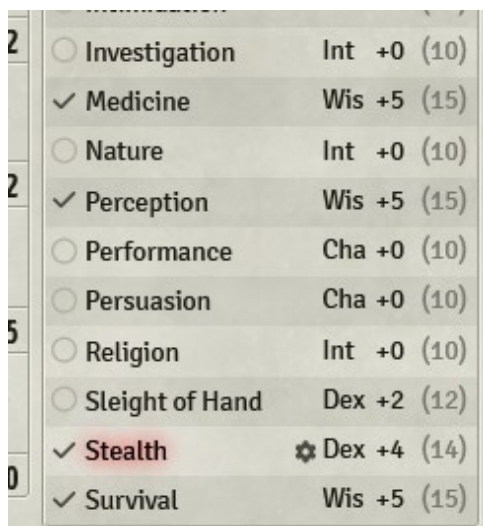 Investigation Int +0 (10)
Medicine Wis +5 (15)
Nature Int +0 (10)
Perception Wis +5 (15)
Performance Cha +0 (10)
Persuasion Cha +0 (10)
Religion Int +0 (10)
Sleight of Hand Dex +2 (12)
Stealth Dex +4 (14)
Survival Wis +5 (15)